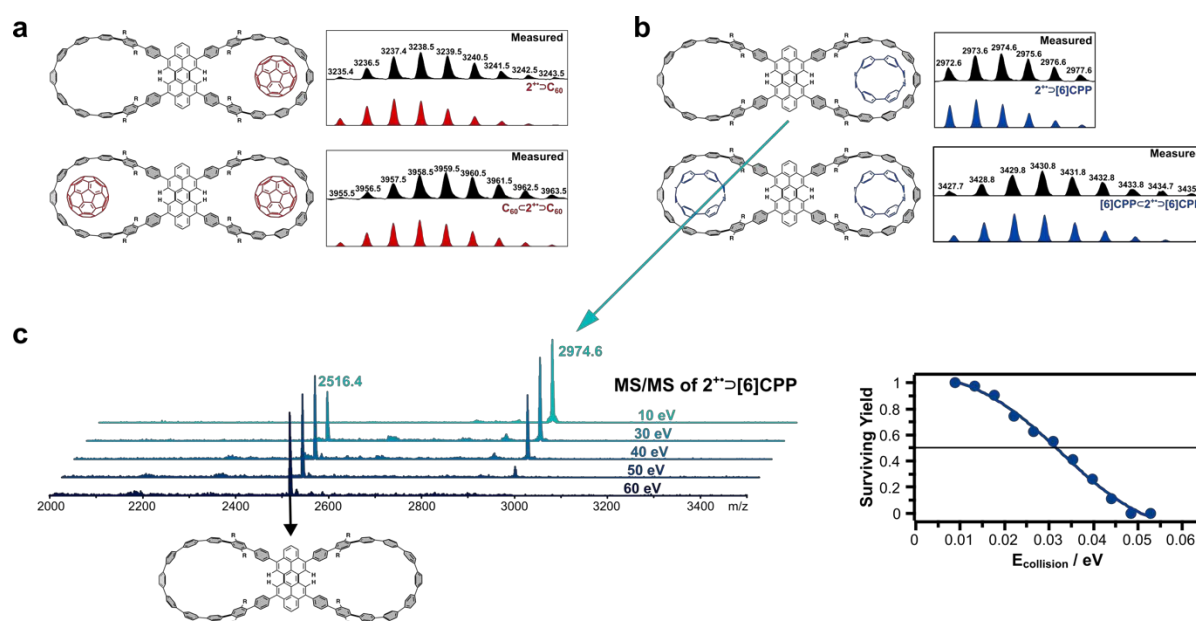 a
R R R R
H H
H H
R R R R
Measured
3235.4 3236.5 3237.4 3238.5 3239.5 3240.5 3241.5 3242.5 3243.5
2⁺•⊃C₆₀
R R R R
H H
H H
R R R R
Measured
3955.5 3956.5 3957.5 3958.5 3959.5 3960.5 3961.5 3962.5 3963.5
C₆₀⊂2⁺•⊃C₆₀
b
R R R R
H H
H H
R R R R
Measured
2972.6 2973.6 2974.6 2975.6 2976.6 2977.6
2⁺•⊃[6]CPP
R R R R
H H
H H
R R R R
Measure
3427.7 3428.8 3429.8 3430.8 3431.8 3432.8 3433.8 3434.7 3435
[6]CPP⊂2⁺•⊃[6]CPI
c
2974.6
2516.4
MS/MS of 2⁺•⊃[6]CPP
10 eV
30 eV
40 eV
50 eV
60 eV
2000 2200 2400 2600 2800 3000 3200 3400 m/z
R R
H H
H H
R R
Surviving Yield
1
0.8
0.6
0.4
0.2
0
0 0.01 0.02 0.03 0.04 0.05 0.06
E collision / eV